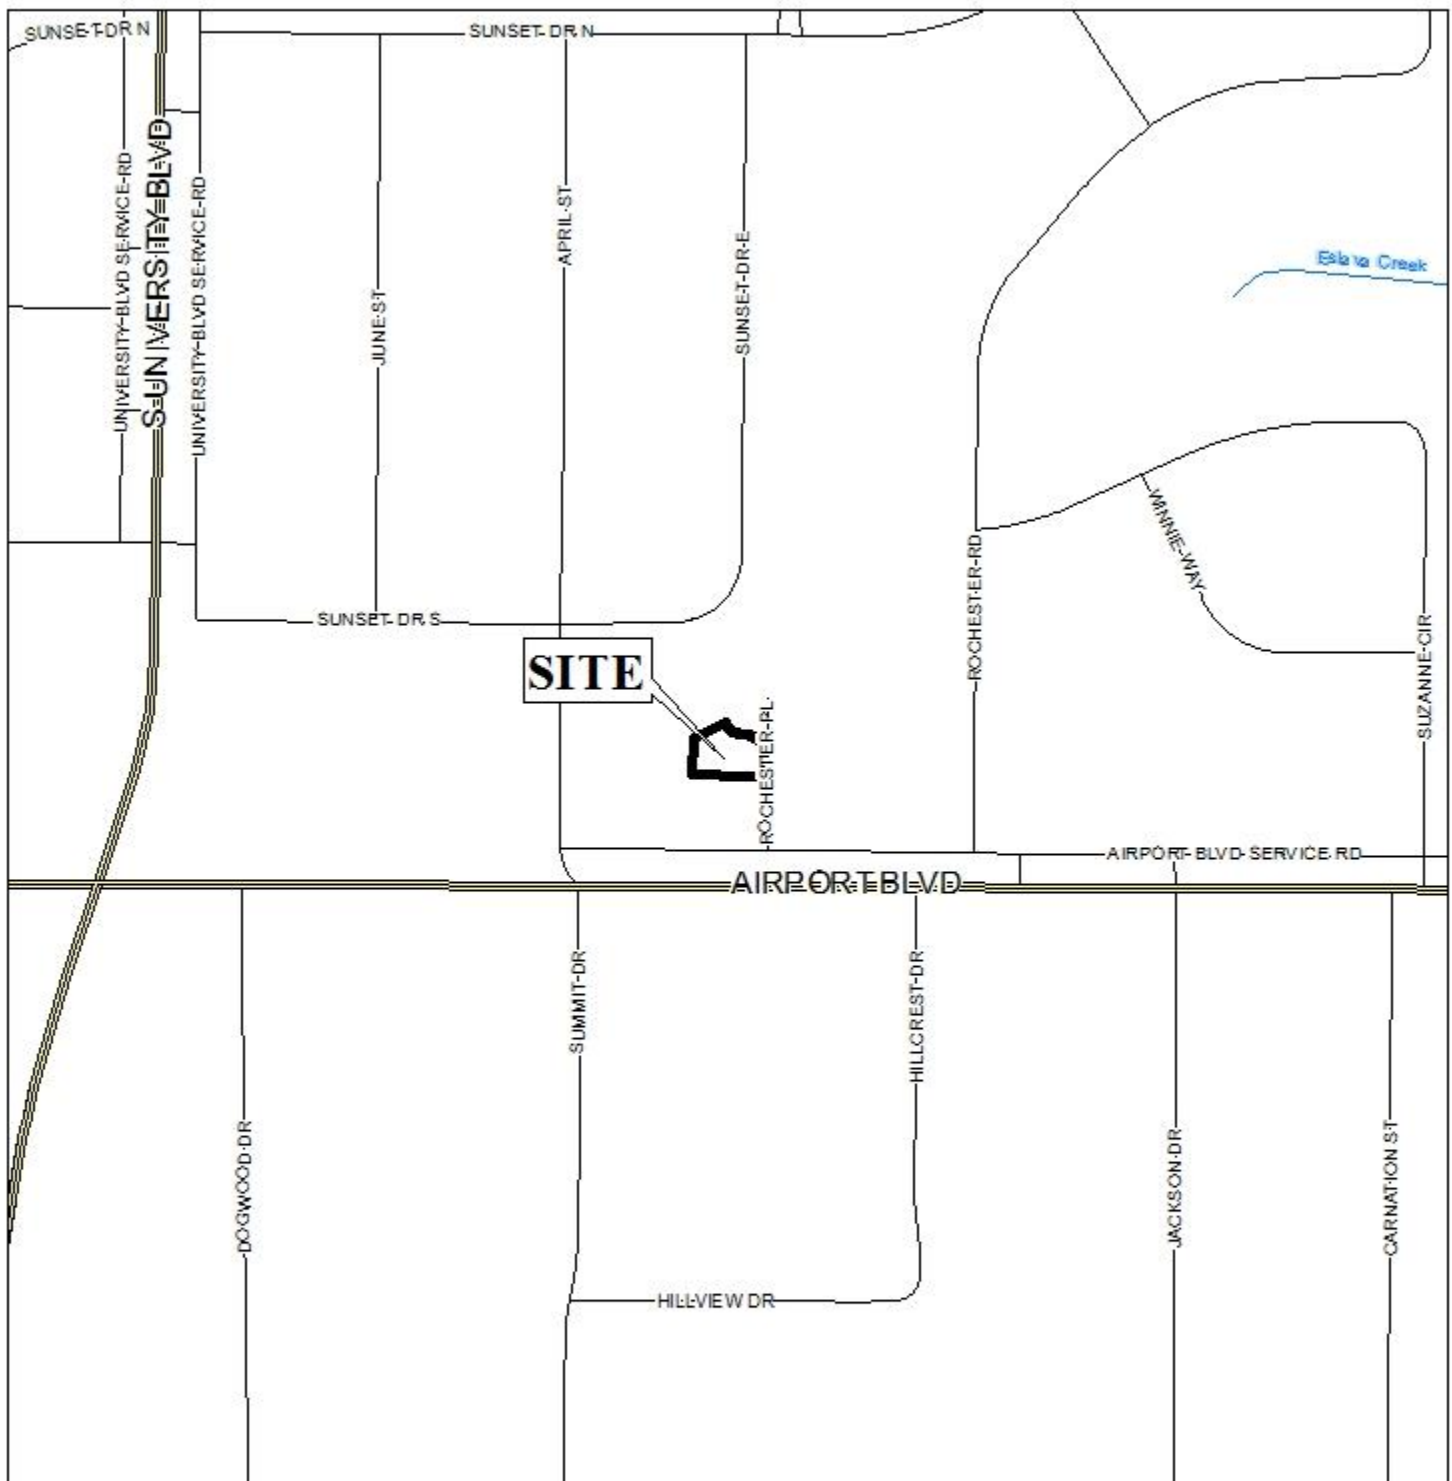 SUNSET DR N
SUNSET DR N
UNIVERSITY BLVD SERVICE RD
S UNIVERSITY BLVD
UNIVERSITY BLVD SERVICE RD
JUNE ST
APRIL ST
SUNSET DR E
Eslava Creek
WINNIE WAY
ROCHESTER RD
SUZANNE CIR
SUNSET DR S
SITE
ROCHESTER PL
AIRPORT BLVD SERVICE RD
AIRPORT BLVD
SUMMIT DR
HILLCREST DR
DOGWOOD DR
JACKSON DR
CARNATION ST
HILLVIEW DR